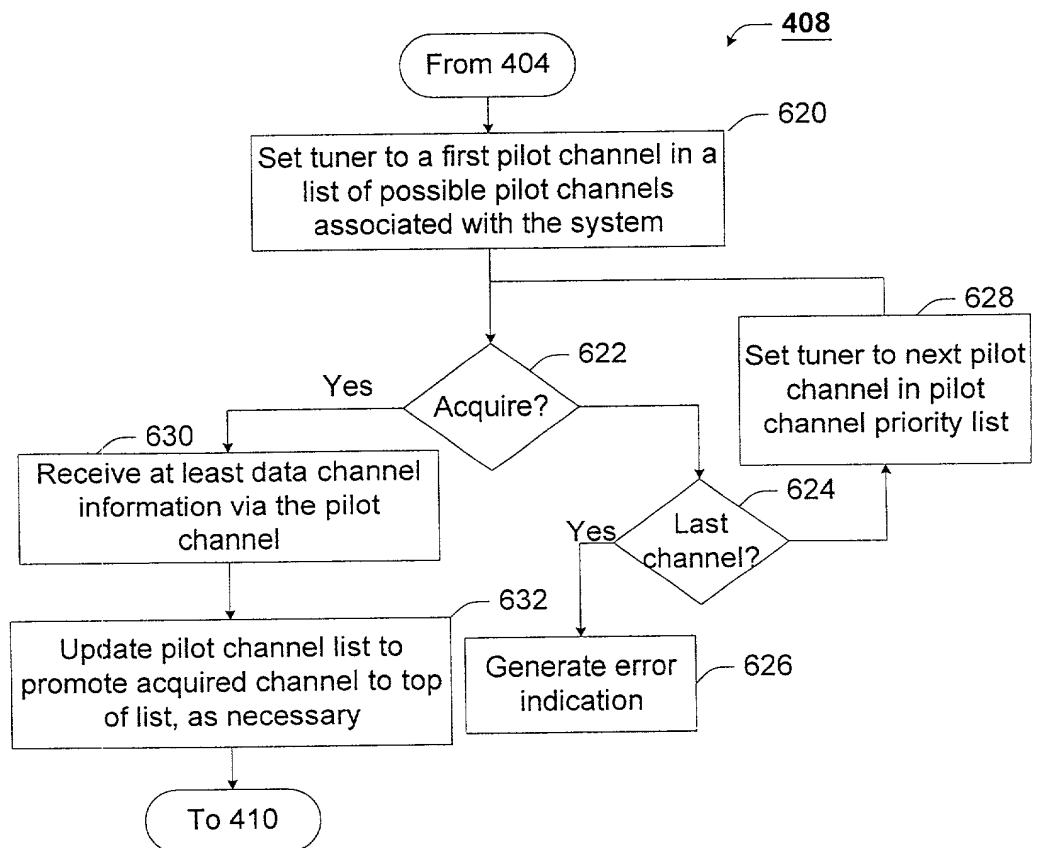 408
From 404
620
Set tuner to a first pilot channel in a
list of possible pilot channels
associated with the system
628
Set tuner to next pilot
channel in pilot
channel priority list
622
Yes
Acquire?
630
Receive at least data channel
information via the pilot
channel
624
Yes
Last
channel?
632
Update pilot channel list to
promote acquired channel to top
of list, as necessary
626
Generate error
indication
To 410